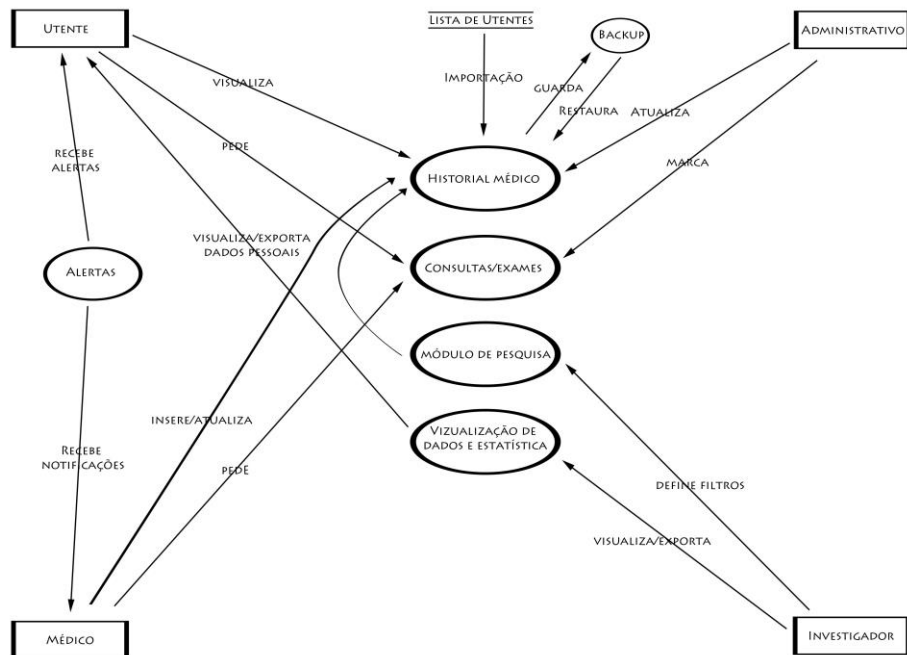 Utente
Lista de Utentes
Backup
Administrativo
visualiza
Importação
guarda
Restaura
Atualiza
pede
marca
recebe
alertas
Historial médico
visualiza/exporta
dados pessoais
Alertas
Consultas/exames
módulo de pesquisa
insere/atualiza
Vizualização de
dados e estatística
Recebe
notificações
pede
define filtros
visualiza/exporta
Médico
Investigador